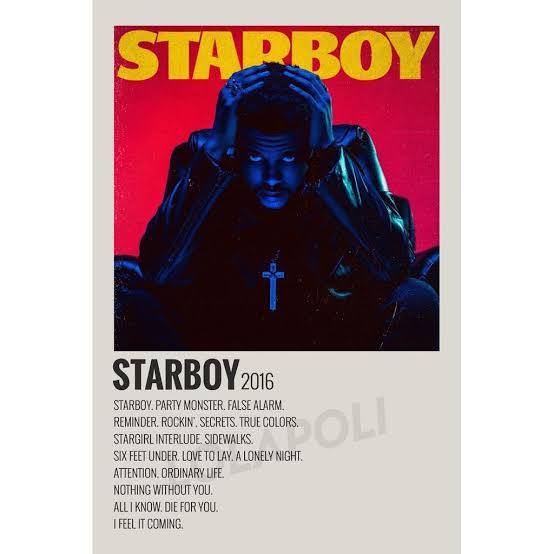 STARBOY
STARBOY 2016
STARBOY. PARTY MONSTER. FALSE ALARM.
REMINDER. ROCKIN'. SECRETS. TRUE COLORS.
STARGIRL INTERLUDE. SIDEWALKS.
SIX FEET UNDER. LOVE TO LAY. A LONELY NIGHT.
ATTENTION. ORDINARY LIFE.
NOTHING WITHOUT YOU.
ALL I KNOW. DIE FOR YOU.
I FEEL IT COMING.